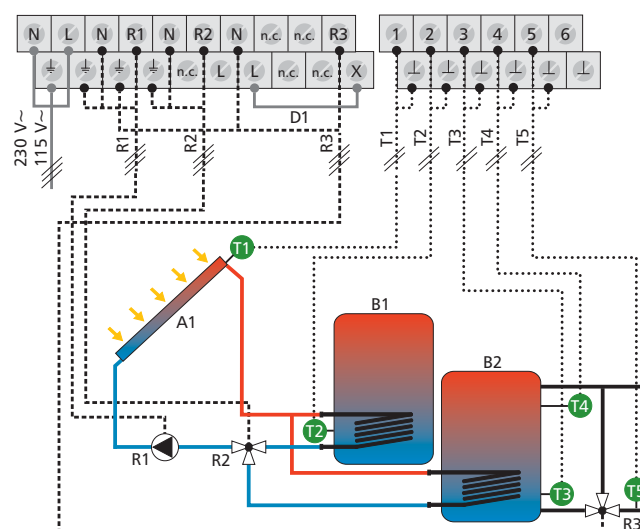 N L N R1 N R2 N n.c. n.c. R3
1 2 3 4 5 6
n.c. L L n.c. n.c. X
D1
230 V~
115 V~
R1
R2
R3
T1
T2
T3
T4
T5
T1
A1
B1
B2
T2
T4
R1
R2
T3
T5
R3